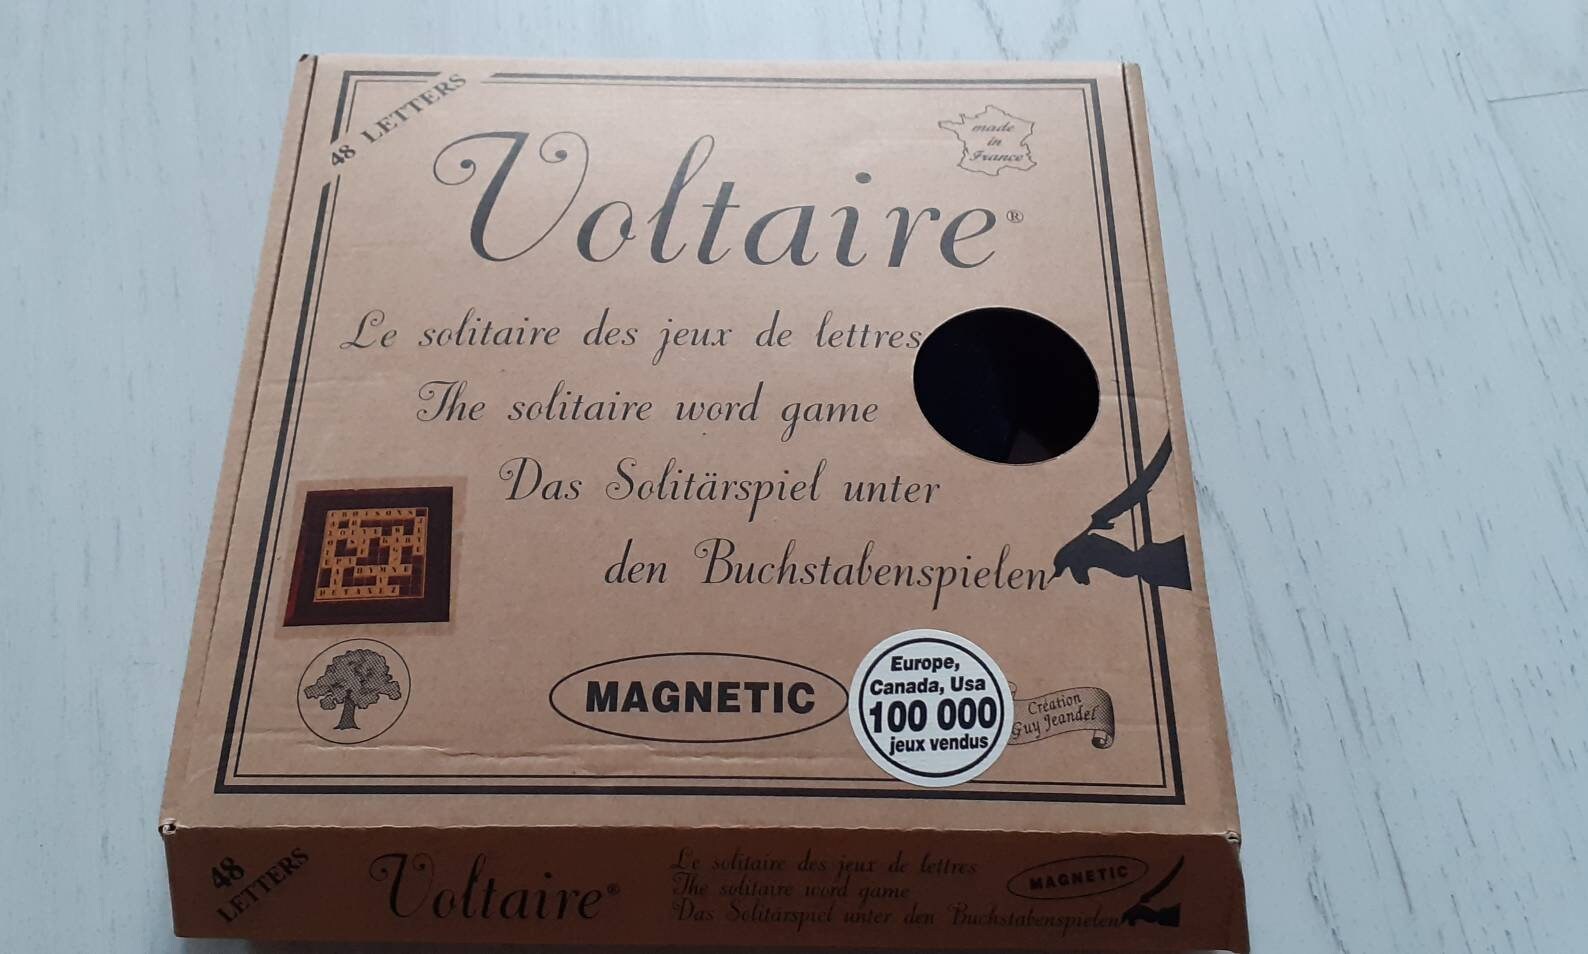 48 LETTERS
made
in
France
Voltaire®
Le solitaire des jeux de lettres
The solitaire word game
Das Solitärspiel unter
den Buchstabenspielen
CROISONS
HYMNE
MAGNETIC
Europe,
Canada, Usa
100 000
jeux vendus
Création
Guy Jeandel
48
LETTERS
Voltaire®
Le solitaire des jeux de lettres
The solitaire word game
Das Solitärspiel unter den Buchstabenspielen
MAGNETIC